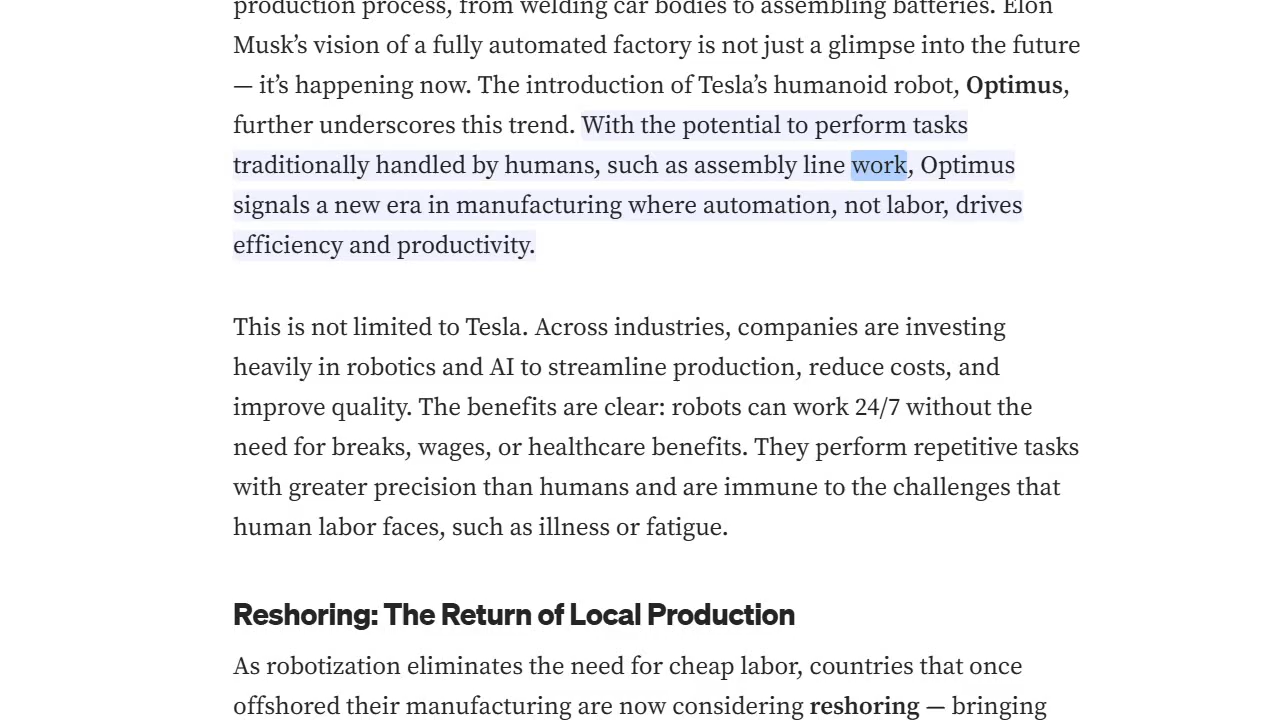 production process, from welding car bodies to assembling batteries. Elon
Musk’s vision of a fully automated factory is not just a glimpse into the future
— it’s happening now. The introduction of Tesla’s humanoid robot, Optimus,
further underscores this trend. With the potential to perform tasks
traditionally handled by humans, such as assembly line work, Optimus
signals a new era in manufacturing where automation, not labor, drives
efficiency and productivity.
This is not limited to Tesla. Across industries, companies are investing
heavily in robotics and AI to streamline production, reduce costs, and
improve quality. The benefits are clear: robots can work 24/7 without the
need for breaks, wages, or healthcare benefits. They perform repetitive tasks
with greater precision than humans and are immune to the challenges that
human labor faces, such as illness or fatigue.
Reshoring: The Return of Local Production
As robotization eliminates the need for cheap labor, countries that once
offshored their manufacturing are now considering reshoring — bringing